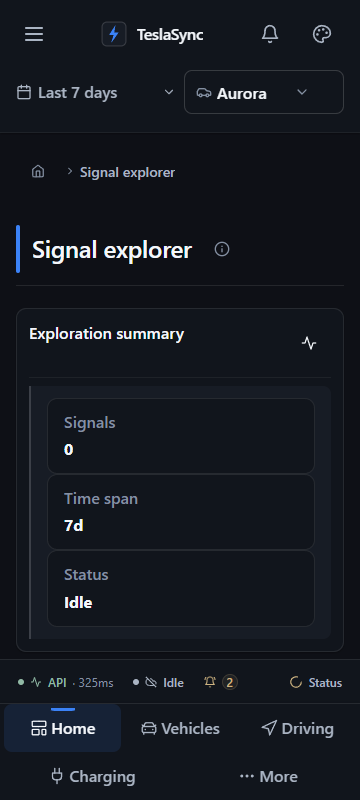 TeslaSync
Last 7 days
Aurora
Signal explorer
Signal explorer
Exploration summary
Signals
0
Time span
7d
Status
Idle
API · 325ms
Idle
2
Status
Home
Vehicles
Driving
Charging
More